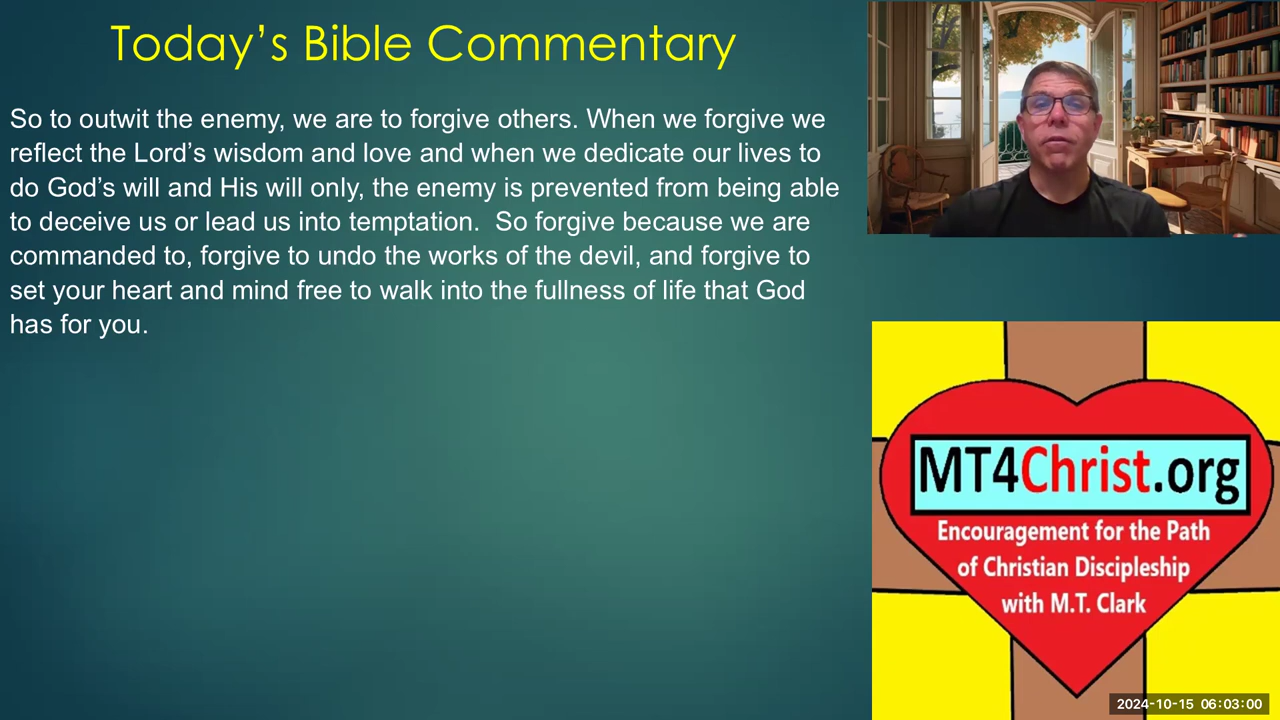 Today’s Bible Commentary
So to outwit the enemy, we are to forgive others. When we forgive we
reflect the Lord’s wisdom and love and when we dedicate our lives to
do God’s will and His will only, the enemy is prevented from being able
to deceive us or lead us into temptation.  So forgive because we are
commanded to, forgive to undo the works of the devil, and forgive to
set your heart and mind free to walk into the fullness of life that God
has for you.
MT4Christ.org
Encouragement for the Path
of Christian Discipleship
with M.T. Clark
2024-10-15 06:03:00